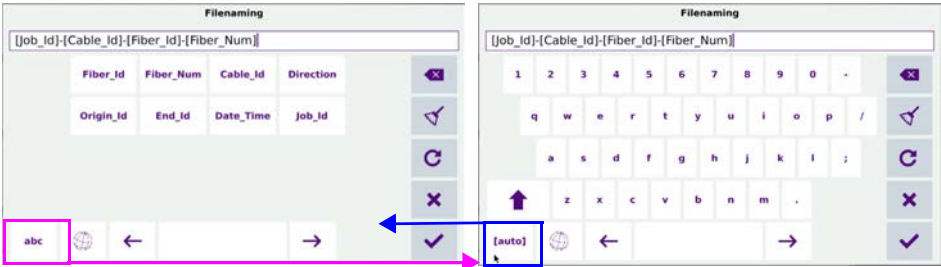 Filenaming
[Job_Id]-[Cable_Id]-[Fiber_Id]-[Fiber_Num]
Fiber_Id Fiber_Num Cable_Id Direction
Origin_Id End_Id Date_Time Job_Id
abc
Filenaming
[Job_Id]-[Cable_Id]-[Fiber_Id]-[Fiber_Num]
1 2 3 4 5 6 7 8 9 0 -
q w e r t y u i o p /
a s d f g h j k l ;
z x c v b n m .
[auto]